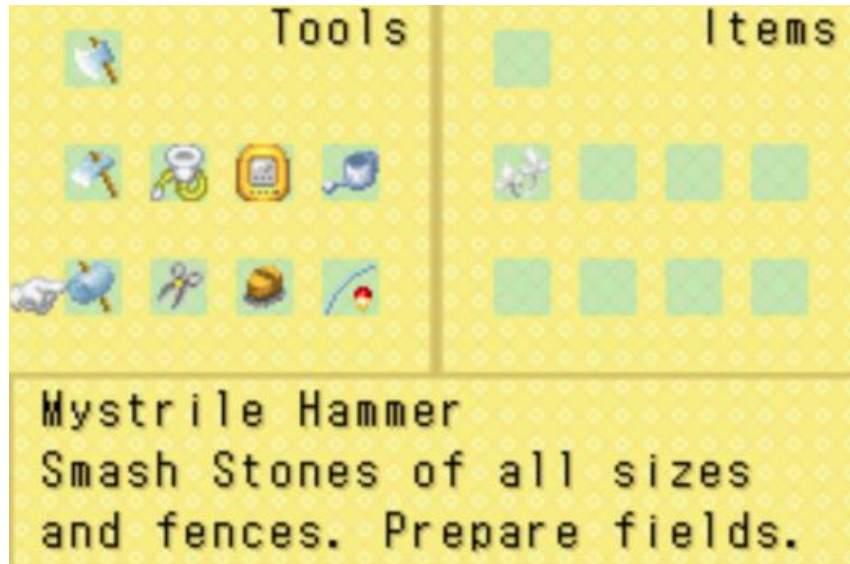 Tools
Items
Mystrile Hammer
Smash Stones of all sizes
and fences. Prepare fields.